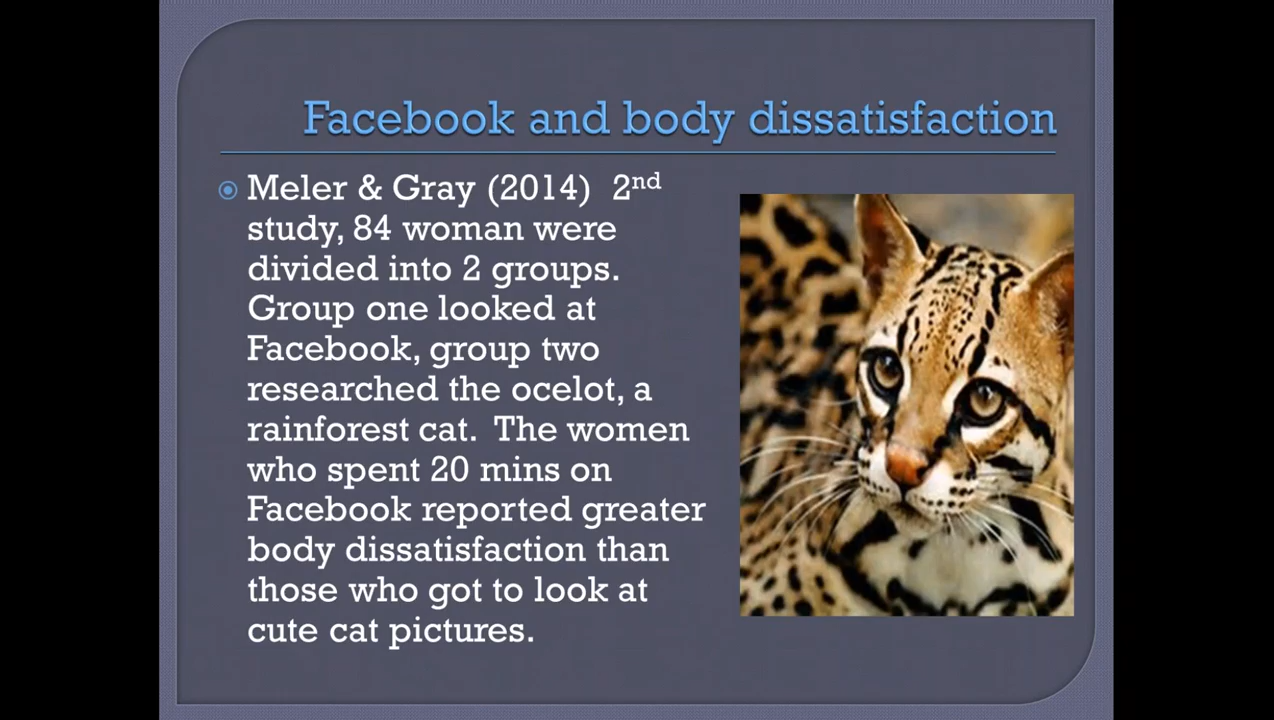 Facebook and body dissatisfaction
Meler & Gray (2014)  2nd
study, 84 woman were
divided into 2 groups.
Group one looked at
Facebook, group two
researched the ocelot, a
rainforest cat.  The women
who spent 20 mins on
Facebook reported greater
body dissatisfaction than
those who got to look at
cute cat pictures.